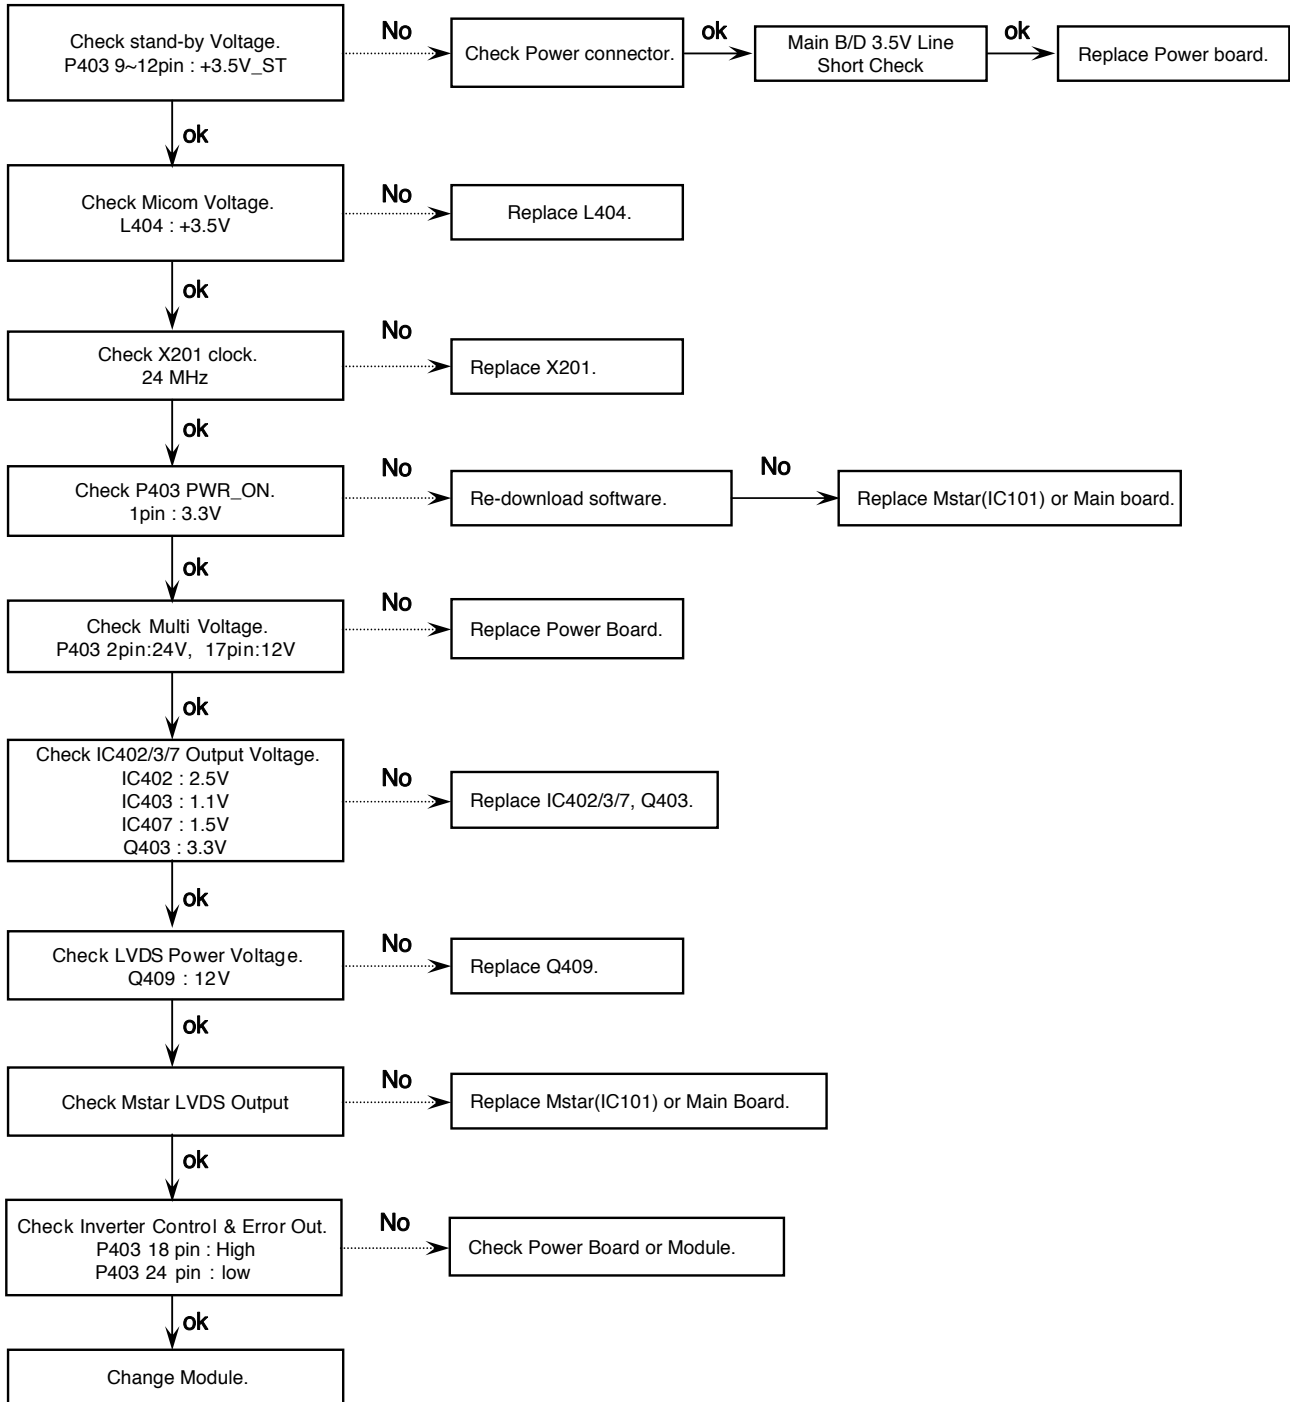 Check stand-by Voltage.
P403 9~12pin : +3.5V_ST
No
Check Power connector.
ok
Main B/D 3.5V Line
Short Check
ok
Replace Power board.
ok
Check Micom Voltage.
L404 : +3.5V
No
Replace L404.
ok
Check X201 clock.
24 MHz
No
Replace X201.
ok
Check P403 PWR_ON.
1pin : 3.3V
No
Re-download software.
No
Replace Mstar(IC101) or Main board.
ok
Check Multi Voltage.
P403 2pin:24V, 17pin:12V
No
Replace Power Board.
ok
Check IC402/3/7 Output Voltage.
IC402 : 2.5V
IC403 : 1.1V
IC407 : 1.5V
Q403 : 3.3V
No
Replace IC402/3/7, Q403.
ok
Check LVDS Power Voltage.
Q409 : 12V
No
Replace Q409.
ok
Check Mstar LVDS Output
No
Replace Mstar(IC101) or Main Board.
ok
Check Inverter Control & Error Out.
P403 18 pin : High
P403 24 pin : low
No
Check Power Board or Module.
ok
Change Module.